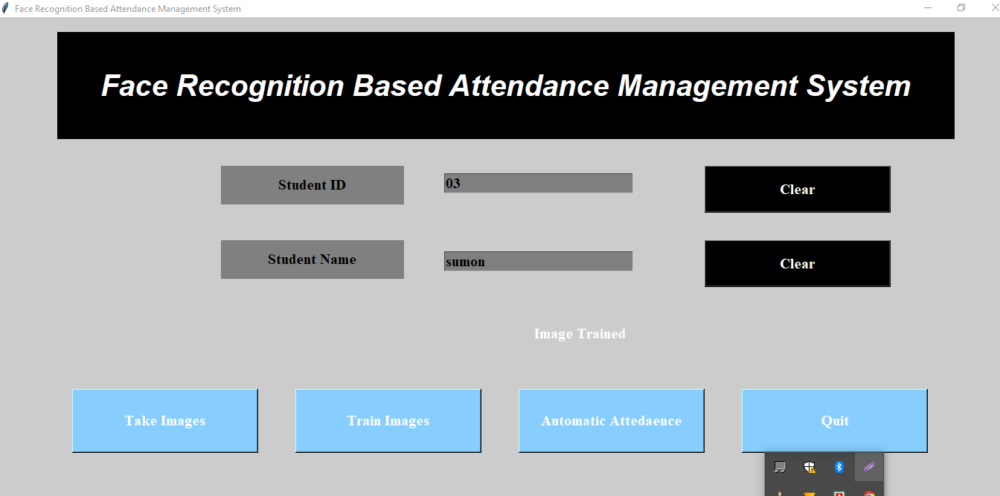 Face Recognition Based Attendance Management System
Face Recognition Based Attendance Management System
Student ID
03
Clear
Student Name
sumon
Clear
Image Trained
Take Images
Train Images
Automatic Attedaence
Quit